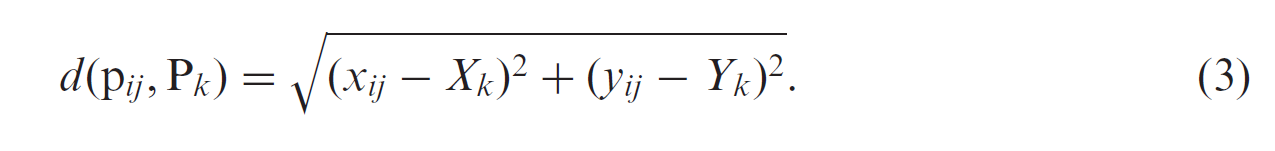 d(p_{ij}, P_k) = \sqrt{(x_{ij} − X_k)^2 + (y_{ij} − Y_k)^2}. (3)